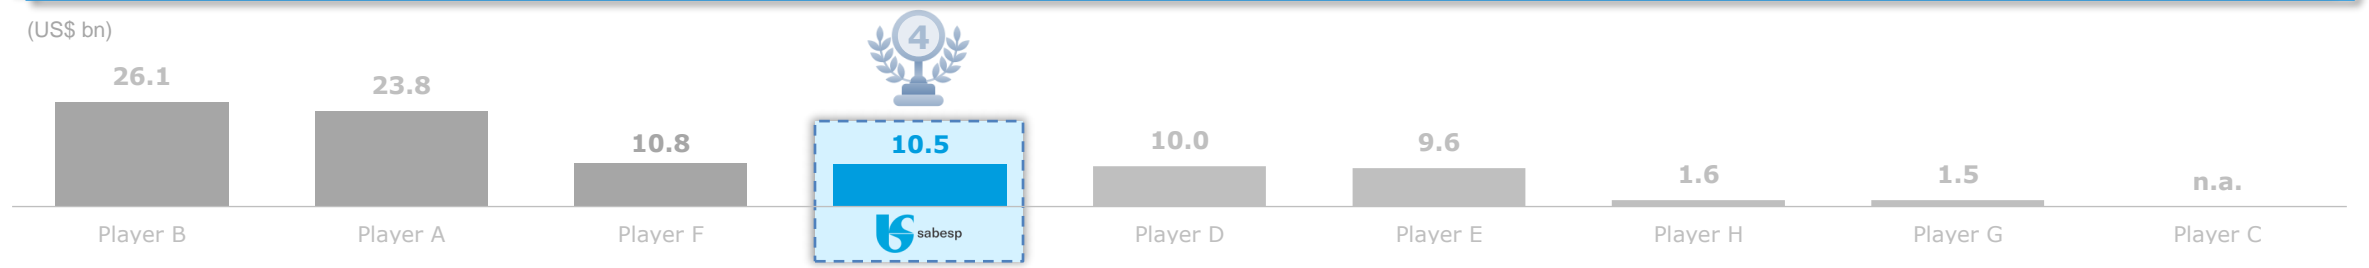 (US$ bn)
4
26.1
23.8
10.8
10.5
10.0
9.6
1.6
1.5
n.a.
Player B
Player A
Player F
sabesp
Player D
Player E
Player H
Player G
Player C